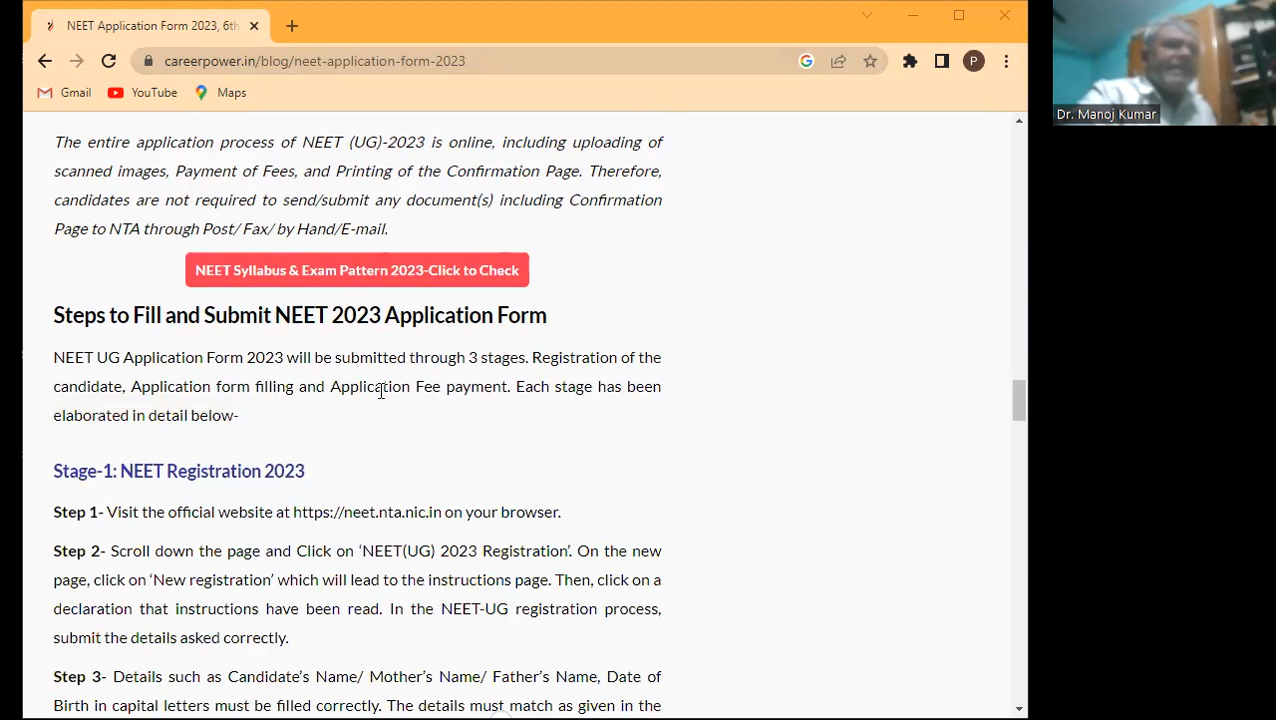 NEET Application Form 2023, 6th
careerpower.in/blog/neet-application-form-2023
P
Gmail YouTube Maps
Dr. Manoj Kumar
The entire application process of NEET (UG)-2023 is online, including uploading of
scanned images, Payment of Fees, and Printing of the Confirmation Page. Therefore,
candidates are not required to send/submit any document(s) including Confirmation
Page to NTA through Post/ Fax/ by Hand/E-mail.
NEET Syllabus & Exam Pattern 2023-Click to Check
Steps to Fill and Submit NEET 2023 Application Form
NEET UG Application Form 2023 will be submitted through 3 stages. Registration of the
candidate, Application form filling and Application Fee payment. Each stage has been
elaborated in detail below-
Stage-1: NEET Registration 2023
Step 1- Visit the official website at https://neet.nta.nic.in on your browser.
Step 2- Scroll down the page and Click on ‘NEET(UG) 2023 Registration’. On the new
page, click on ‘New registration’ which will lead to the instructions page. Then, click on a
declaration that instructions have been read. In the NEET-UG registration process,
submit the details asked correctly.
Step 3- Details such as Candidate’s Name/ Mother’s Name/ Father’s Name, Date of
Birth in capital letters must be filled correctly. The details must match as given in the